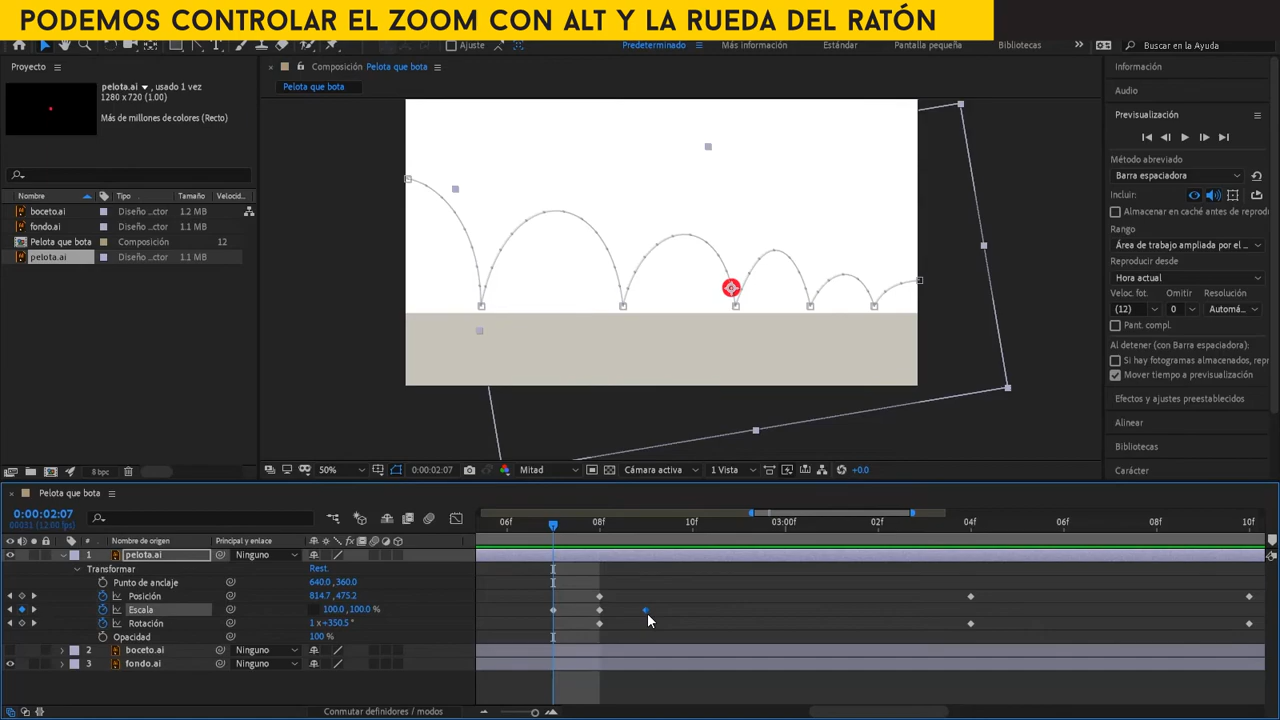 PODEMOS CONTROLAR EL ZOOM CON ALT Y LA RUEDA DEL RATÓN
Ajuste Predeterminado Más información Estándar Pantalla pequeña Bibliotecas Buscar en la Ayuda
Proyecto
pelota.ai, usado 1 vez
1280 x 720 (1.00)
Más de millones de colores (Recto)
Nombre Tipo Tamaño Velocid..
boceto.ai Diseño ...ctor 1.2 MB
fondo.ai Diseño ...ctor 1.1 MB
Pelota que bota Composición 12
pelota.ai Diseño ...ctor 1.1 MB
8 bpc
Composición Pelota que bota
Pelota que bota
50% 0:00:02:07 Mitad Cámara activa 1 Vista +0.0
Información
Audio
Previsualización
Método abreviado
Barra espaciadora
Incluir:
Almacenar en caché antes de reprodu
Rango
Área de trabajo ampliada por el ...
Reproducir desde
Hora actual
Veloc. fot. Omitir Resolución
(12) 0 Automá...
Pant. compl.
Al detener (con Barra espaciadora):
Si hay fotogramas almacenados, repr
Mover tiempo a previsualización
Efectos y ajustes preestablecidos
Alinear
Bibliotecas
Carácter
Pelota que bota
0:00:02:07
00031 (12.00 fps)
06f 08f 10f 03:00f 02f 04f 06f 08f 10f
Nº Nombre de origen Principal y enlace
1 pelota.ai Ninguno
Transformar Rest.
Punto de anclaje 640.0, 360.0
Posición 814.7, 475.2
Escala 100.0, 100.0 %
Rotación 1 x +350.5 °
Opacidad 100 %
2 boceto.ai Ninguno
3 fondo.ai Ninguno
Conmutar definidores / modos